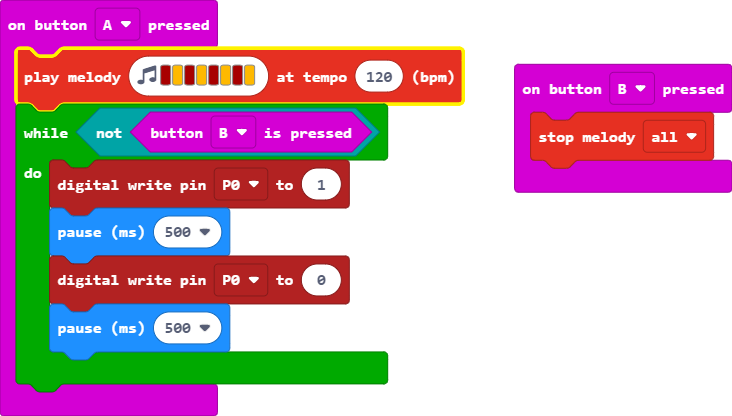 on button A pressed
play melody at tempo 120 (bpm)
while not button B is pressed
do
digital write pin P0 to 1
pause (ms) 500
digital write pin P0 to 0
pause (ms) 500
on button B pressed
stop melody all